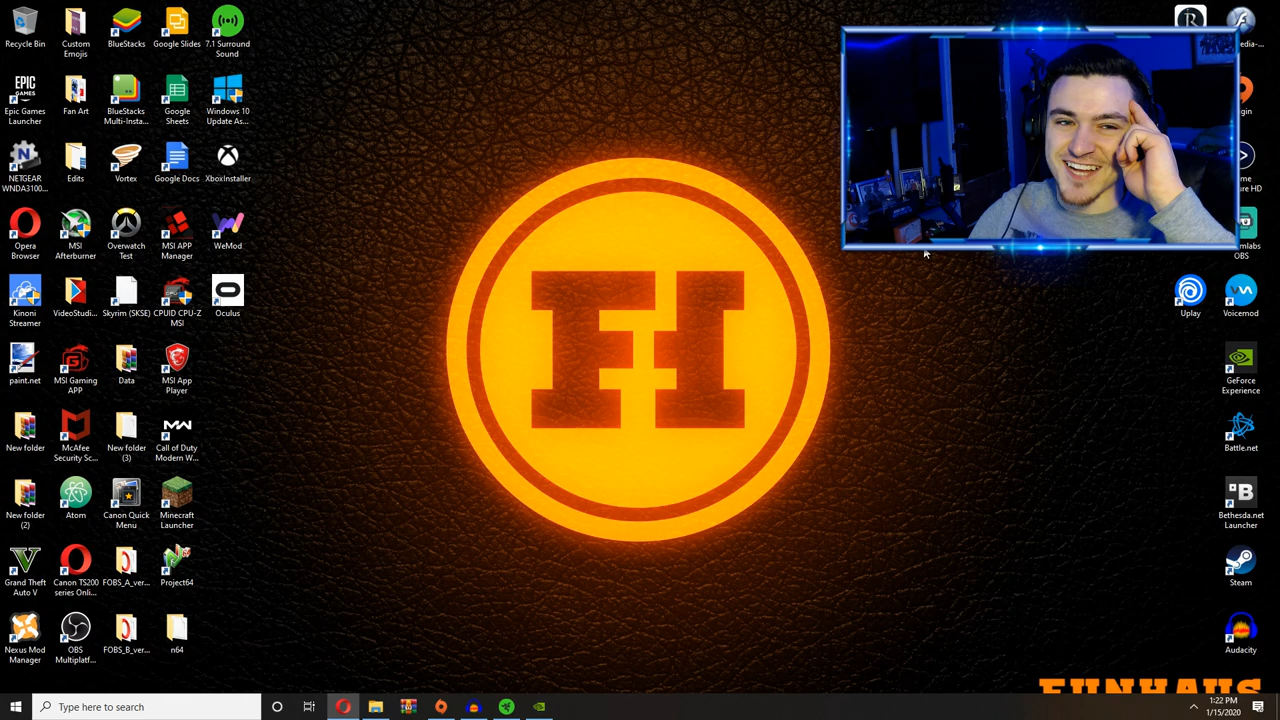 Recycle Bin
Custom
Emojis
BlueStacks
Google Slides
7.1 Surround
Sound
EPIC
GAMES
Epic Games
Launcher
Fan Art
BlueStacks
Multi-Insta...
Google
Sheets
Windows 10
Update As...
NETGEAR
WNDA3100...
Edits
Vortex
Google Docs
XboxInstaller
Opera
Browser
MSI
Afterburner
Overwatch
Test
MSI APP
Manager
WeMod
Kinoni
Streamer
VideoStudi...
Skyrim (SKSE)
CPUID CPU-Z
MSI
Oculus
paint.net
MSI Gaming
APP
Data
MSI App
Player
New folder
McAfee
Security Sc...
New folder
(3)
MW
Call of Duty
Modern W...
New folder
(2)
Atom
Canon Quick
Menu
Minecraft
Launcher
V
Grand Theft
Auto V
Canon TS200
series Onli...
FOBS_A_ver...
Project64
Nexus Mod
Manager
OBS
Multiplatf...
FOBS_B_ver...
n64
FH
R
Uplay
Voicemod
GeForce
Experience
Battle.net
B
Bethesda.net
Launcher
Steam
Audacity
FUNHAUS
Type here to search
1:22 PM
1/15/2020